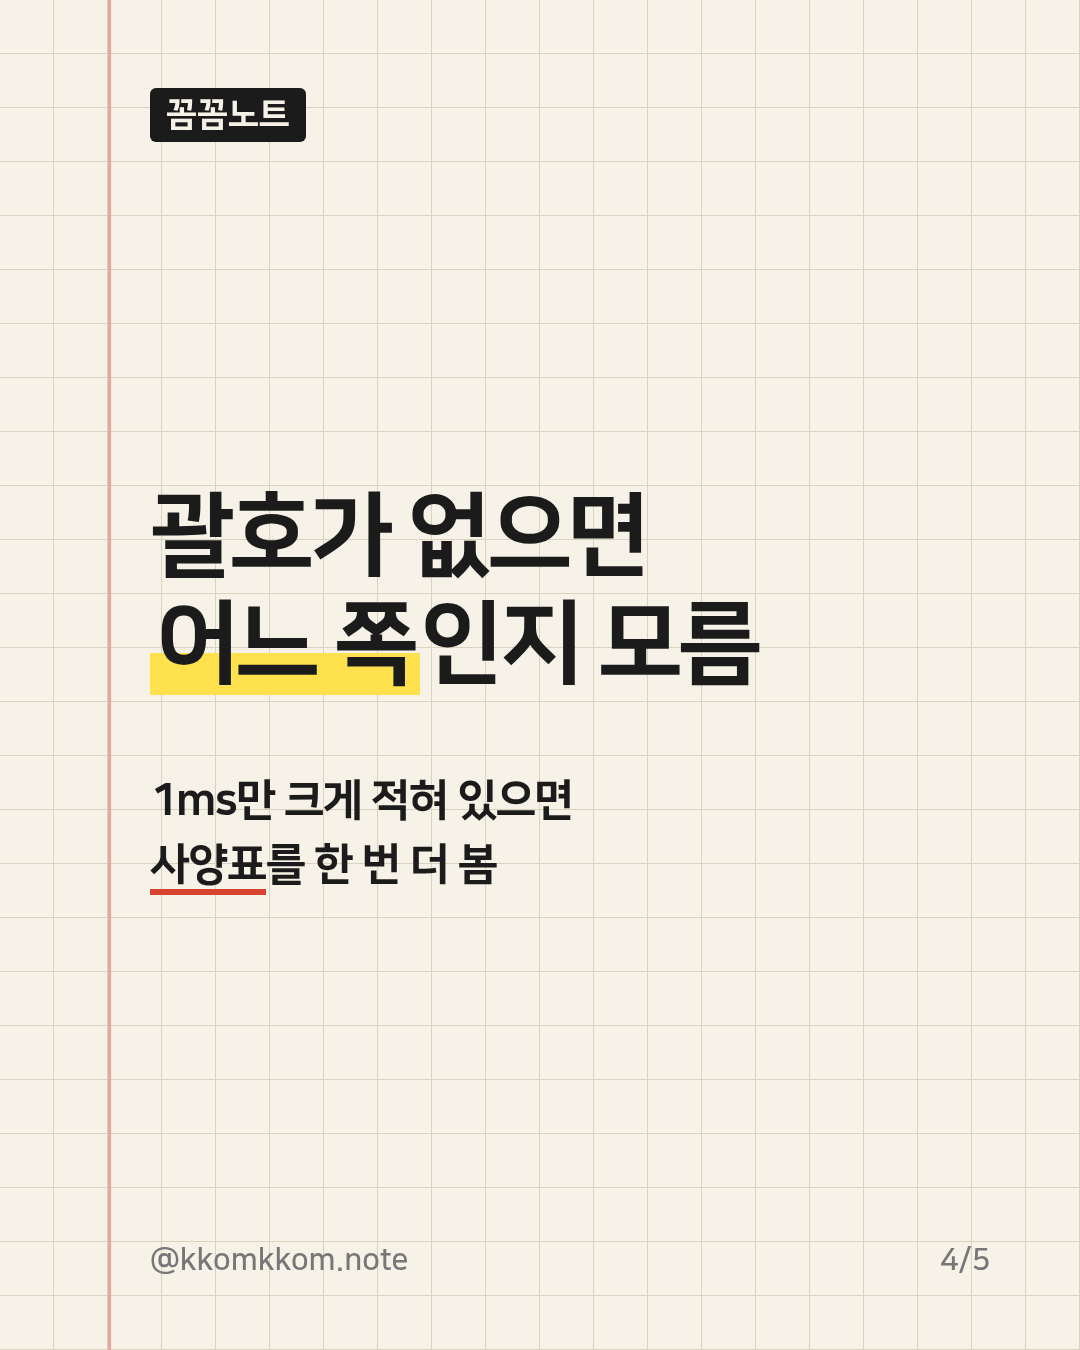 꼼꼼노트
괄호가 없으면
어느 쪽인지 모름
1ms만 크게 적혀 있으면
사양표를 한 번 더 봄
@kkomkkom.note
4/5